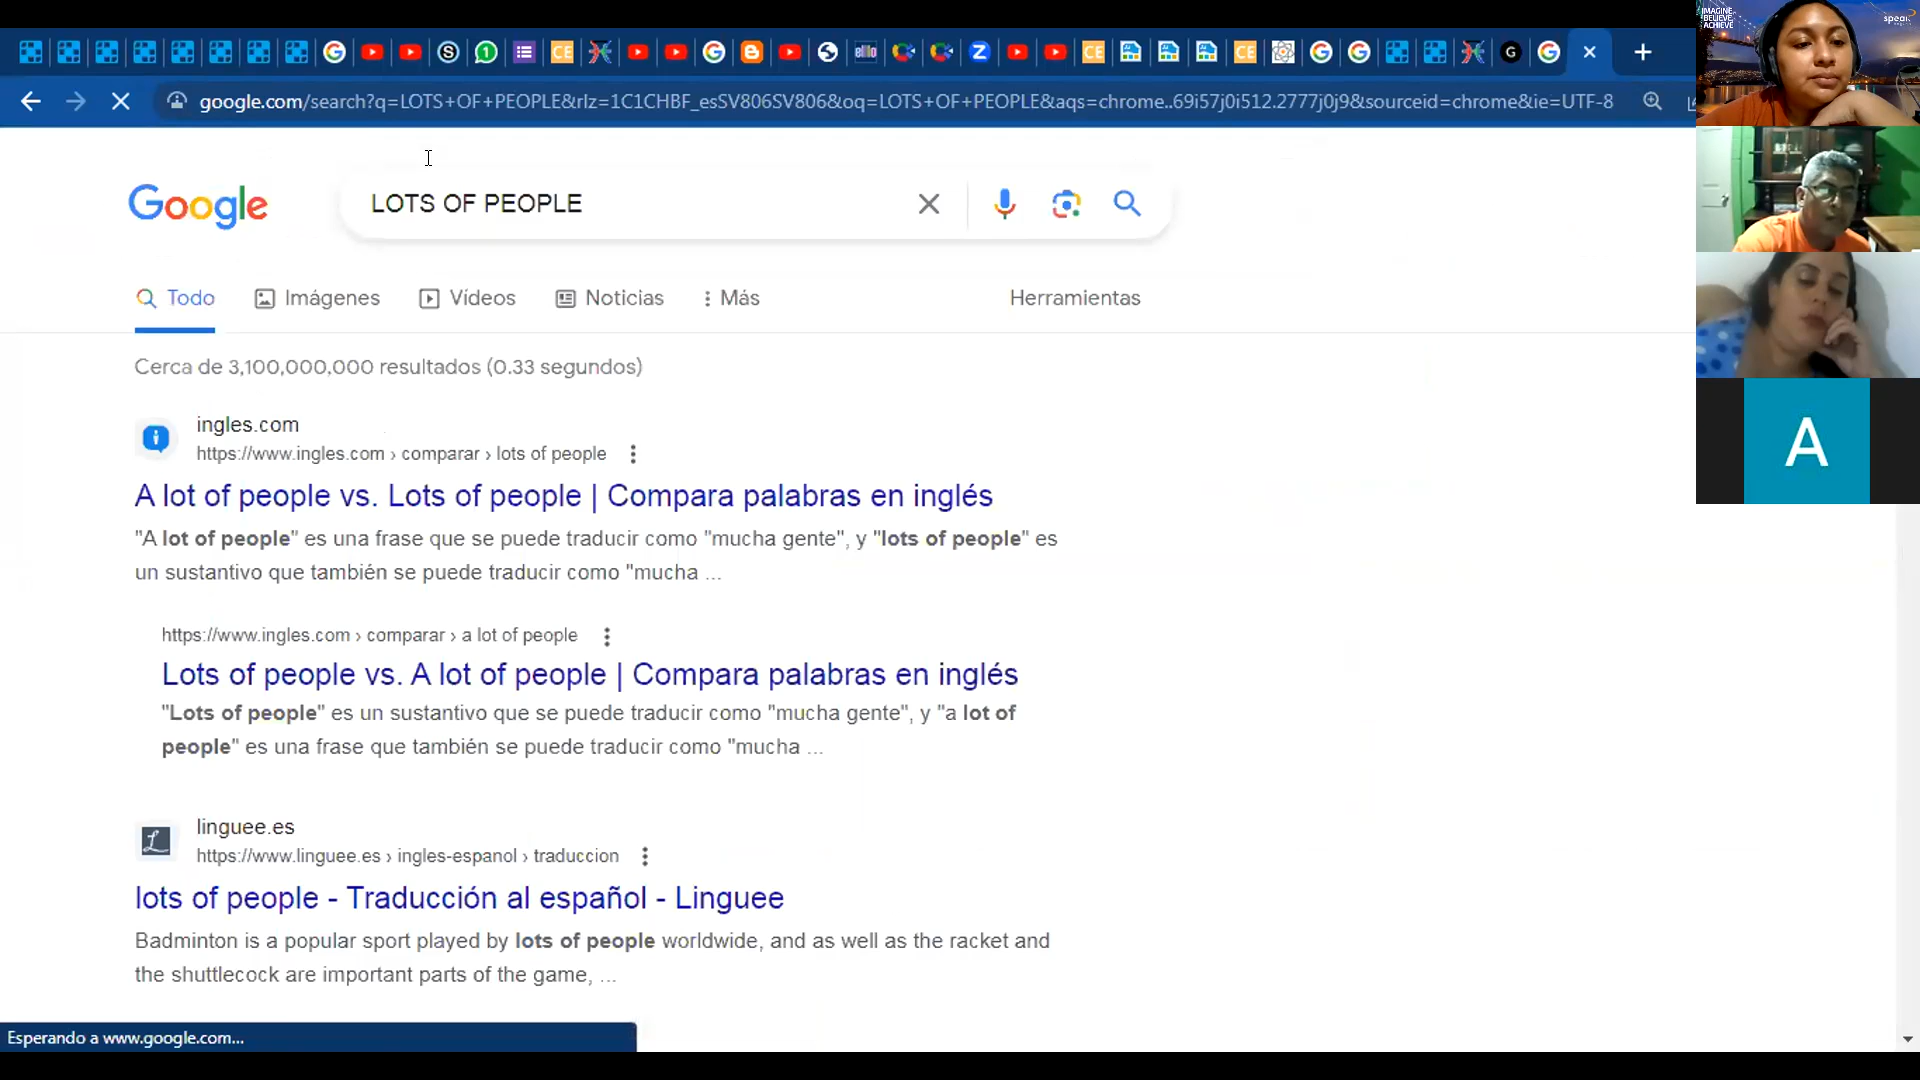 google.com/search?q=LOTS+OF+PEOPLE&rlz=1C1CHBF_esSV806SV806&oq=LOTS+OF+PEOPLE&aqs=chrome..69i57j0i512.2777j0j9&sourceid=chrome&ie=UTF-8
IMAGINE
BELIEVE
ACHIEVE
Google
LOTS OF PEOPLE
Todo
Imágenes
Vídeos
Noticias
Más
Herramientas
Cerca de 3,100,000,000 resultados (0.33 segundos)
ingles.com
https://www.ingles.com › comparar › lots of people
A lot of people vs. Lots of people | Compara palabras en inglés
"A lot of people" es una frase que se puede traducir como "mucha gente", y "lots of people" es
un sustantivo que también se puede traducir como "mucha ...
https://www.ingles.com › comparar › a lot of people
Lots of people vs. A lot of people | Compara palabras en inglés
"Lots of people" es un sustantivo que se puede traducir como "mucha gente", y "a lot of
people" es una frase que también se puede traducir como "mucha ...
linguee.es
https://www.linguee.es › ingles-espanol › traduccion
lots of people - Traducción al español - Linguee
Badminton is a popular sport played by lots of people worldwide, and as well as the racket and
the shuttlecock are important parts of the game, ...
Esperando a www.google.com...
A